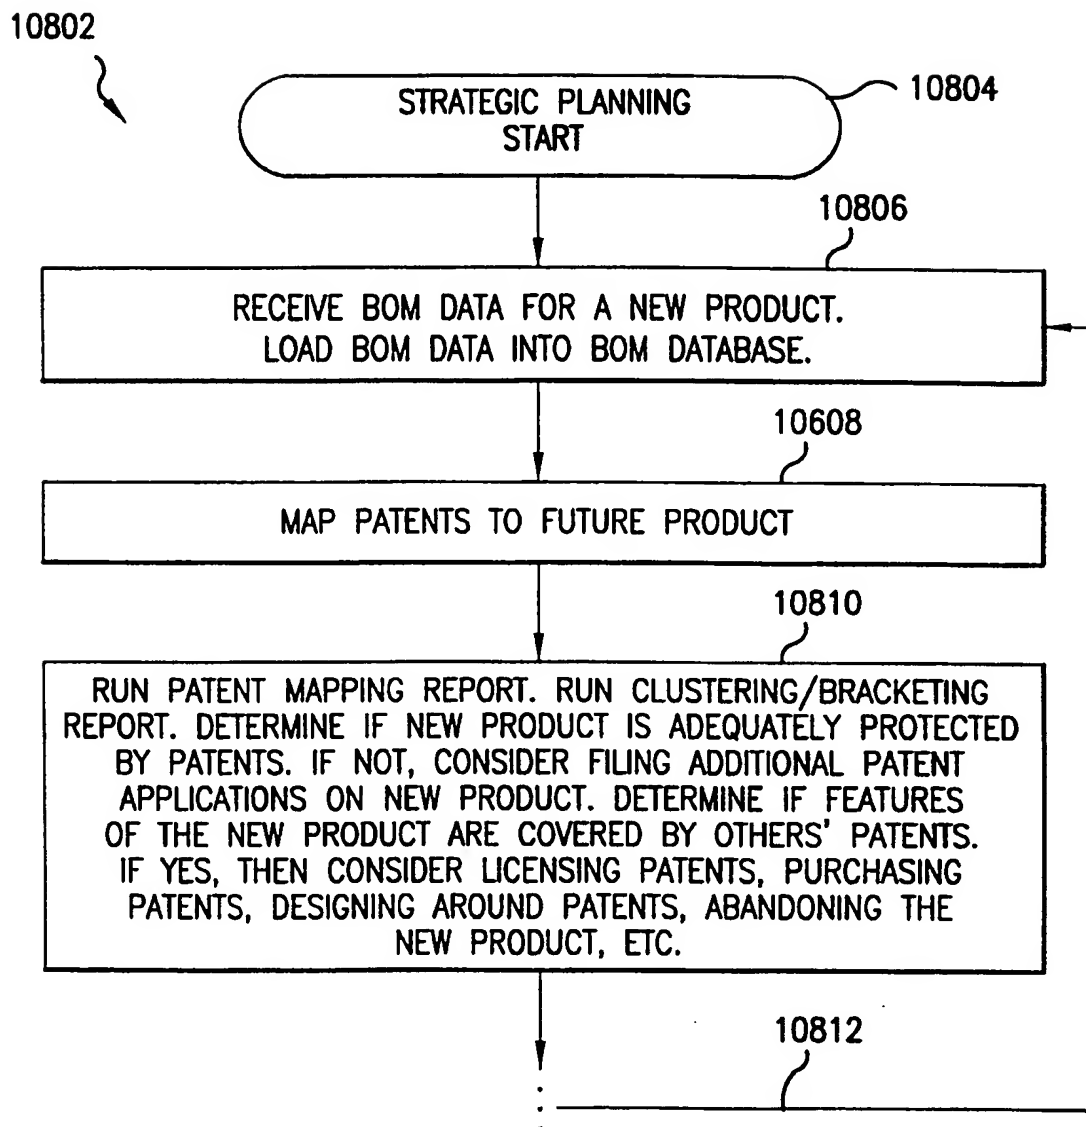 10802
STRATEGIC PLANNING
START
10804
10806
RECEIVE BOM DATA FOR A NEW PRODUCT.
LOAD BOM DATA INTO BOM DATABASE.
10608
MAP PATENTS TO FUTURE PRODUCT
10810
RUN PATENT MAPPING REPORT. RUN CLUSTERING/BRACKETING
REPORT. DETERMINE IF NEW PRODUCT IS ADEQUATELY PROTECTED
BY PATENTS. IF NOT, CONSIDER FILING ADDITIONAL PATENT
APPLICATIONS ON NEW PRODUCT. DETERMINE IF FEATURES
OF THE NEW PRODUCT ARE COVERED BY OTHERS' PATENTS.
IF YES, THEN CONSIDER LICENSING PATENTS, PURCHASING
PATENTS, DESIGNING AROUND PATENTS, ABANDONING THE
NEW PRODUCT, ETC.
10812